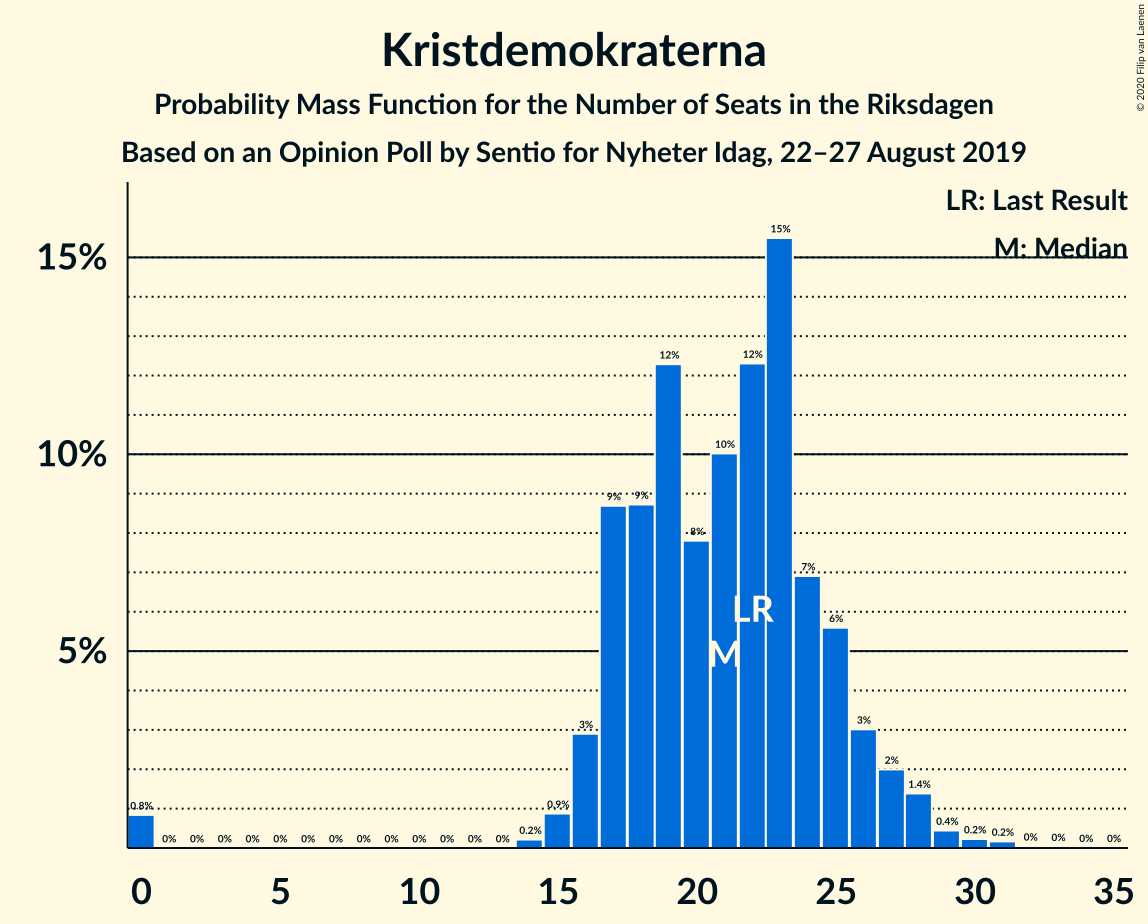 © 2020 Filip van Laenen
Kristdemokraterna
Probability Mass Function for the Number of Seats in the Riksdagen
Based on an Opinion Poll by Sentio for Nyheter Idag, 22–27 August 2019
LR: Last Result
M: Median
15%
10%
5%
0.8% 0% 0% 0% 0% 0% 0% 0% 0% 0% 0% 0% 0% 0% 0.2% 0.9% 3% 9% 9% 12% 8% 10% 12% 15% 7% 6% 3% 2% 1.4% 0.4% 0.2% 0.2% 0% 0% 0% 0%
LR
M
0 5 10 15 20 25 30 35